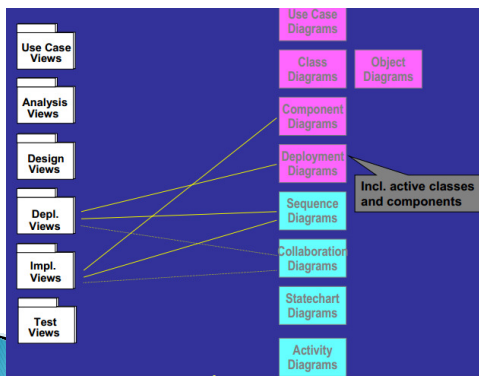 Use Case
Views
Analysis
Views
Design
Views
Depl.
Views
Impl.
Views
Test
Views
Use Case
Diagrams
Class
Diagrams
Object
Diagrams
Component
Diagrams
Deployment
Diagrams
Incl. active classes
and components
Sequence
Diagrams
Collaboration
Diagrams
Statechart
Diagrams
Activity
Diagrams